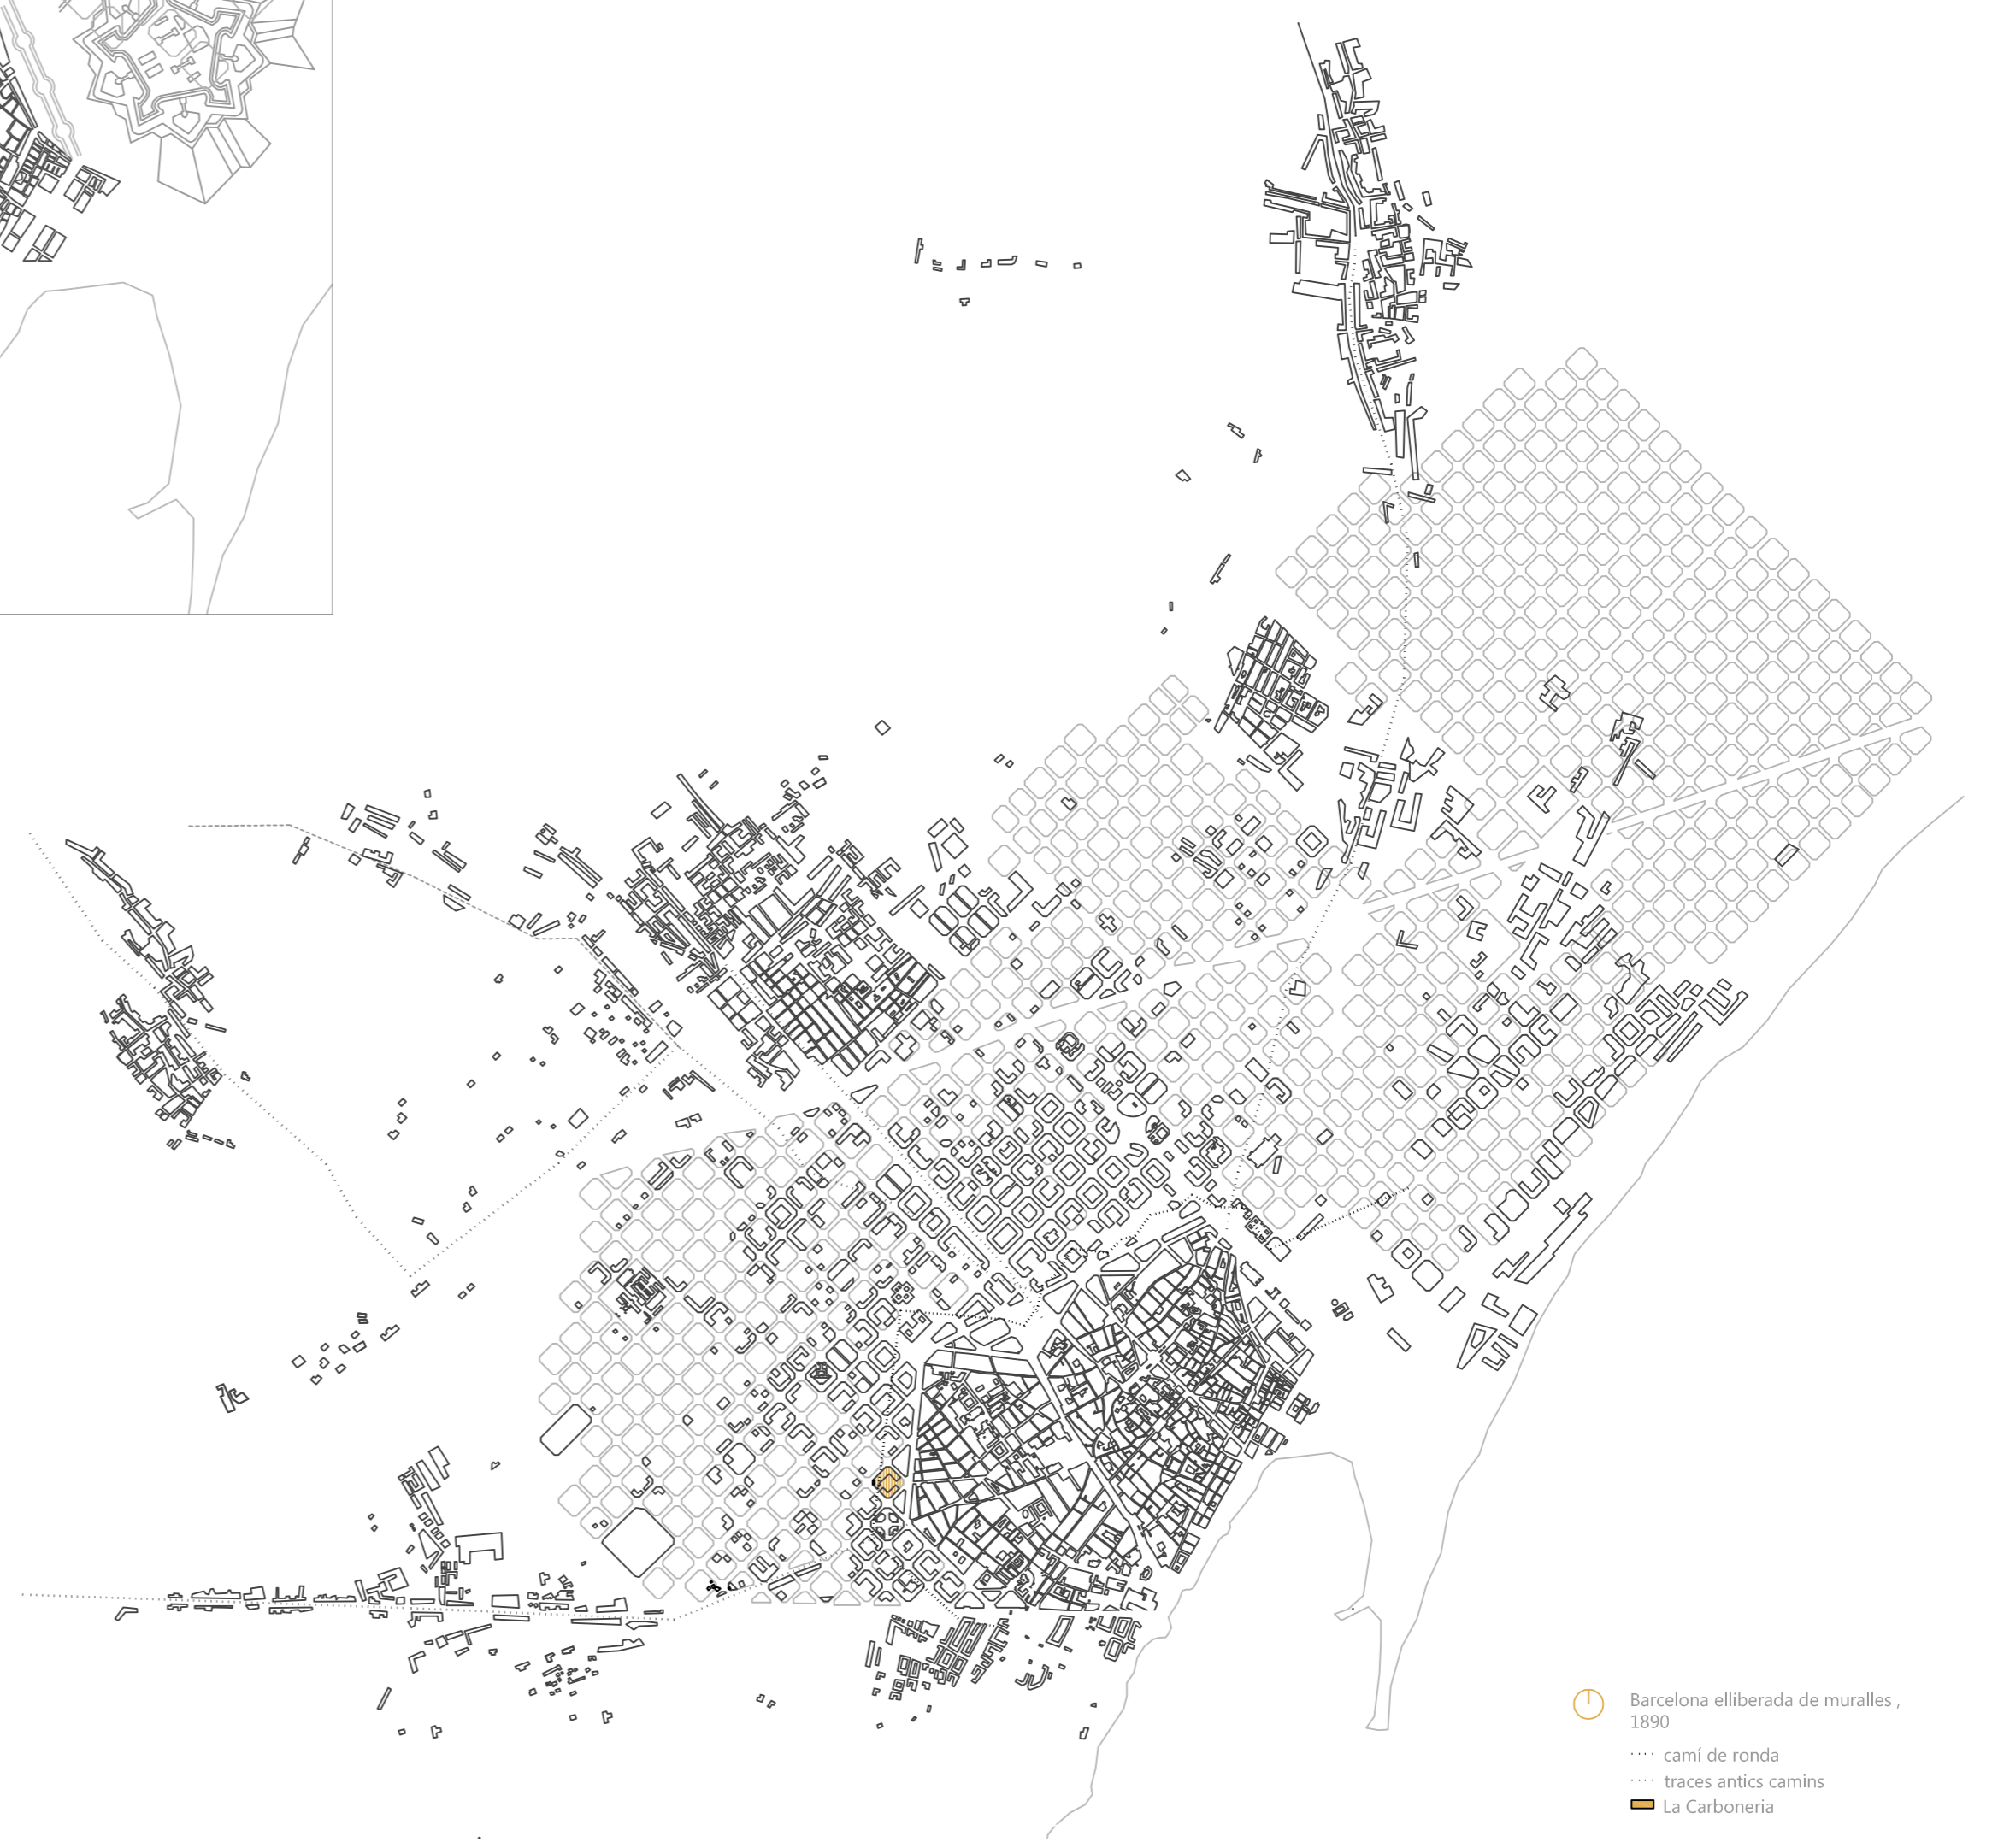 Barcelona elliberada de muralles ,
1890
camí de ronda
traces antics camins
La Carboneria